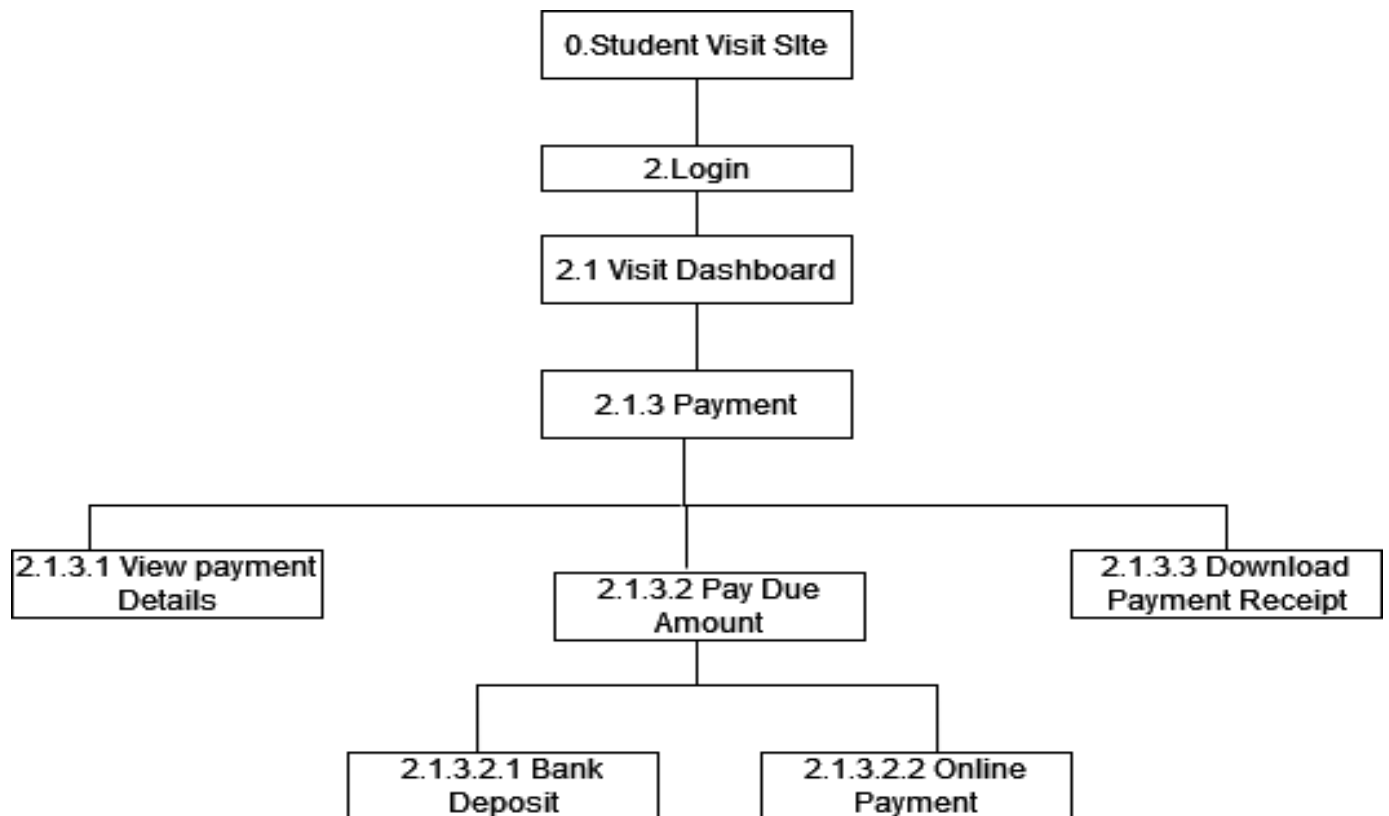 0.Student Visit SIte
2.Login
2.1 Visit Dashboard
2.1.3 Payment
2.1.3.1 View payment
Details
2.1.3.2 Pay Due
Amount
2.1.3.3 Download
Payment Receipt
2.1.3.2.1 Bank
Deposit
2.1.3.2.2 Online
Payment